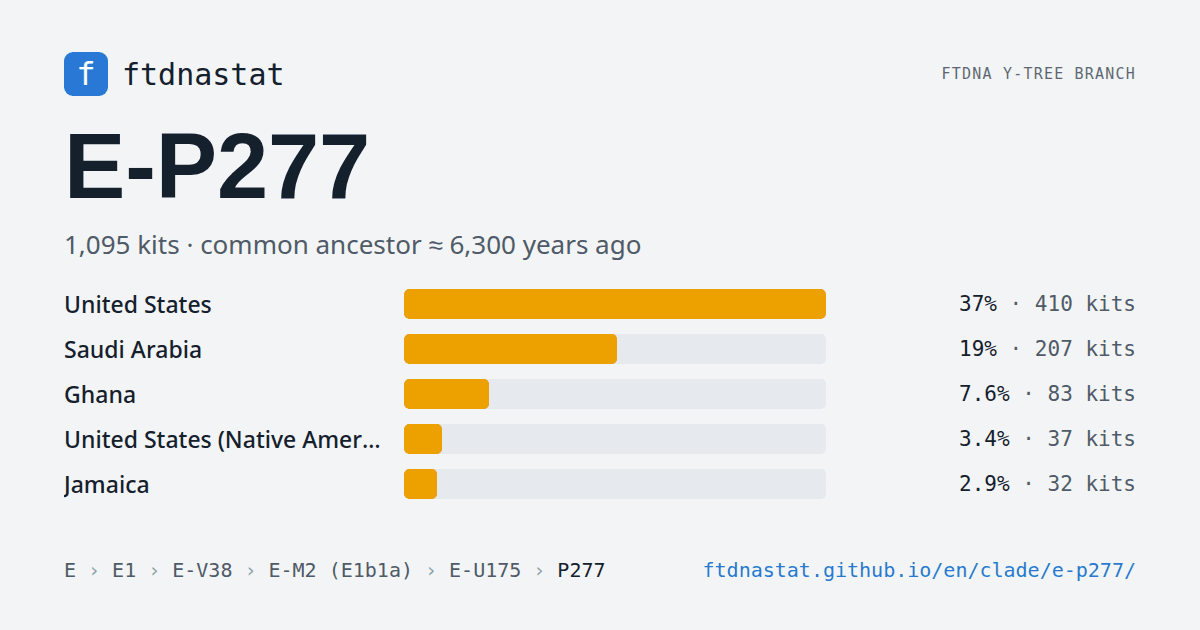 f ftdnastat
FTDNA Y-TREE BRANCH
E-P277
1,095 kits · common ancestor ≈ 6,300 years ago
United States 37% · 410 kits
Saudi Arabia 19% · 207 kits
Ghana 7.6% · 83 kits
United States (Native Amer... 3.4% · 37 kits
Jamaica 2.9% · 32 kits
E › E1 › E-V38 › E-M2 (E1b1a) › E-U175 › P277
ftdnastat.github.io/en/clade/e-p277/